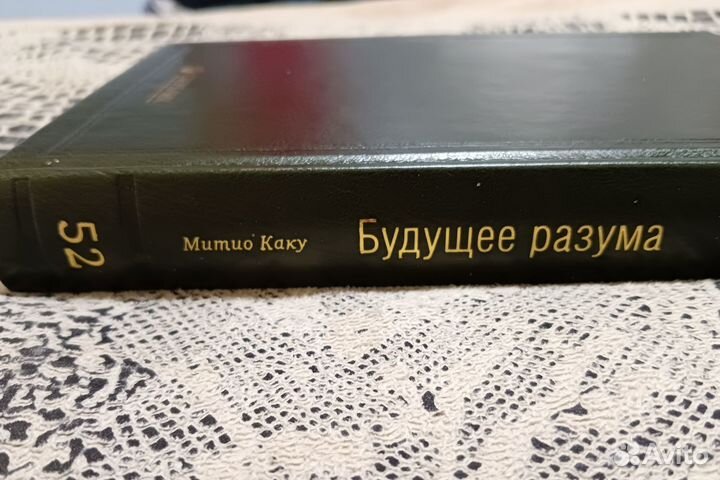 52
Митио Каку
Будущее разума
Avito